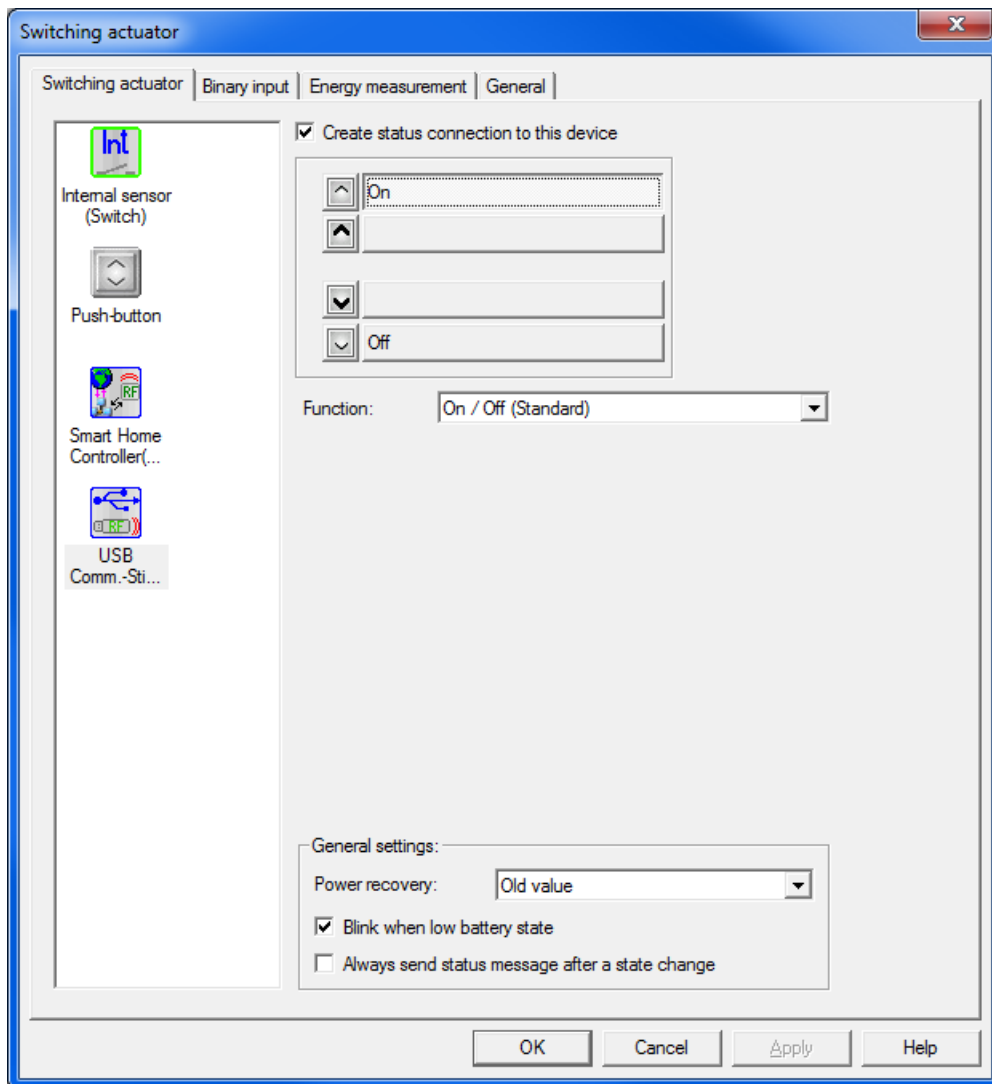 Switching actuator
Switching actuator Binary input Energy measurement General
Int
Internal sensor
(Switch)
Push-button
RF
Smart Home
Controller(...
RF
USB
Comm.-Sti...
Create status connection to this device
On
Off
Function: On / Off (Standard)
General settings:
Power recovery: Old value
Blink when low battery state
Always send status message after a state change
OK Cancel Apply Help